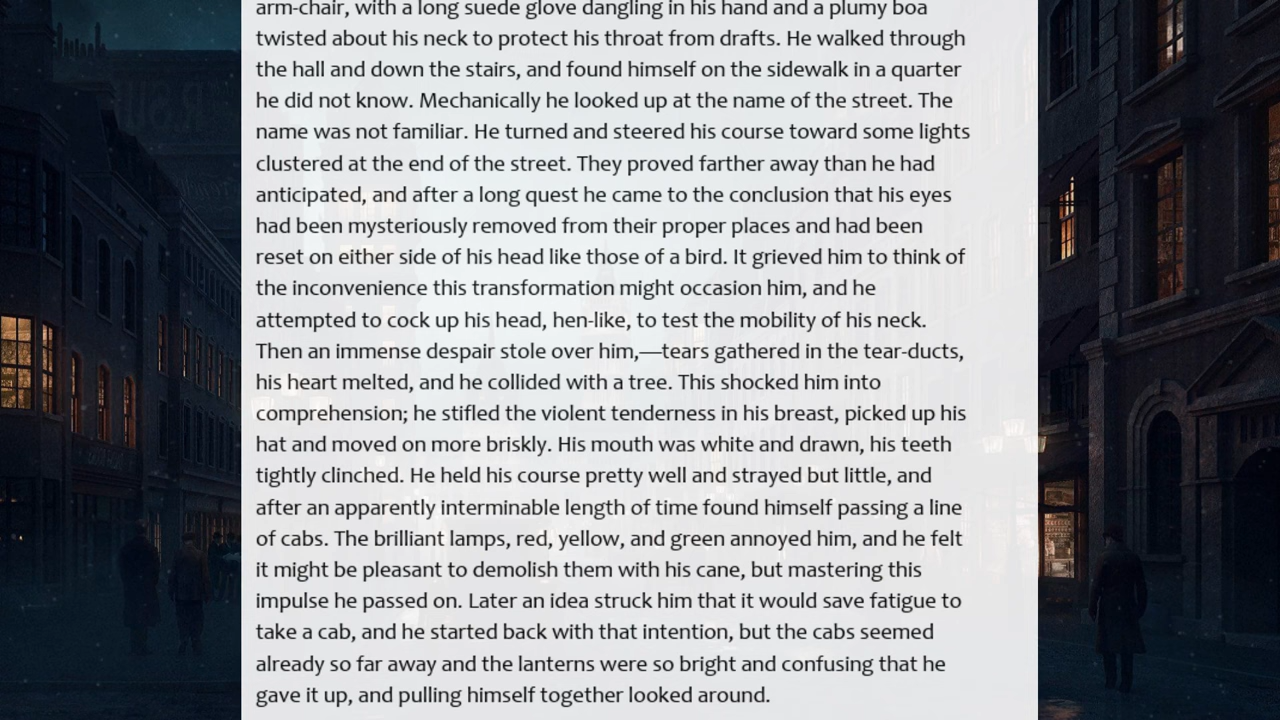 arm-chair, with a long suede glove dangling in his hand and a plumy boa
twisted about his neck to protect his throat from drafts. He walked through
the hall and down the stairs, and found himself on the sidewalk in a quarter
he did not know. Mechanically he looked up at the name of the street. The
name was not familiar. He turned and steered his course toward some lights
clustered at the end of the street. They proved farther away than he had
anticipated, and after a long quest he came to the conclusion that his eyes
had been mysteriously removed from their proper places and had been
reset on either side of his head like those of a bird. It grieved him to think of
the inconvenience this transformation might occasion him, and he
attempted to cock up his head, hen-like, to test the mobility of his neck.
Then an immense despair stole over him,—tears gathered in the tear-ducts,
his heart melted, and he collided with a tree. This shocked him into
comprehension; he stifled the violent tenderness in his breast, picked up his
hat and moved on more briskly. His mouth was white and drawn, his teeth
tightly clinched. He held his course pretty well and strayed but little, and
after an apparently interminable length of time found himself passing a line
of cabs. The brilliant lamps, red, yellow, and green annoyed him, and he felt
it might be pleasant to demolish them with his cane, but mastering this
impulse he passed on. Later an idea struck him that it would save fatigue to
take a cab, and he started back with that intention, but the cabs seemed
already so far away and the lanterns were so bright and confusing that he
gave it up, and pulling himself together looked around.